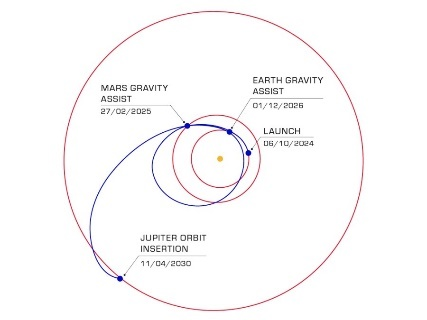 MARS GRAVITY
ASSIST
27/02/2025
EARTH GRAVITY
ASSIST
01/12/2026
LAUNCH
06/10/2024
JUPITER ORBIT
INSERTION
11/04/2030